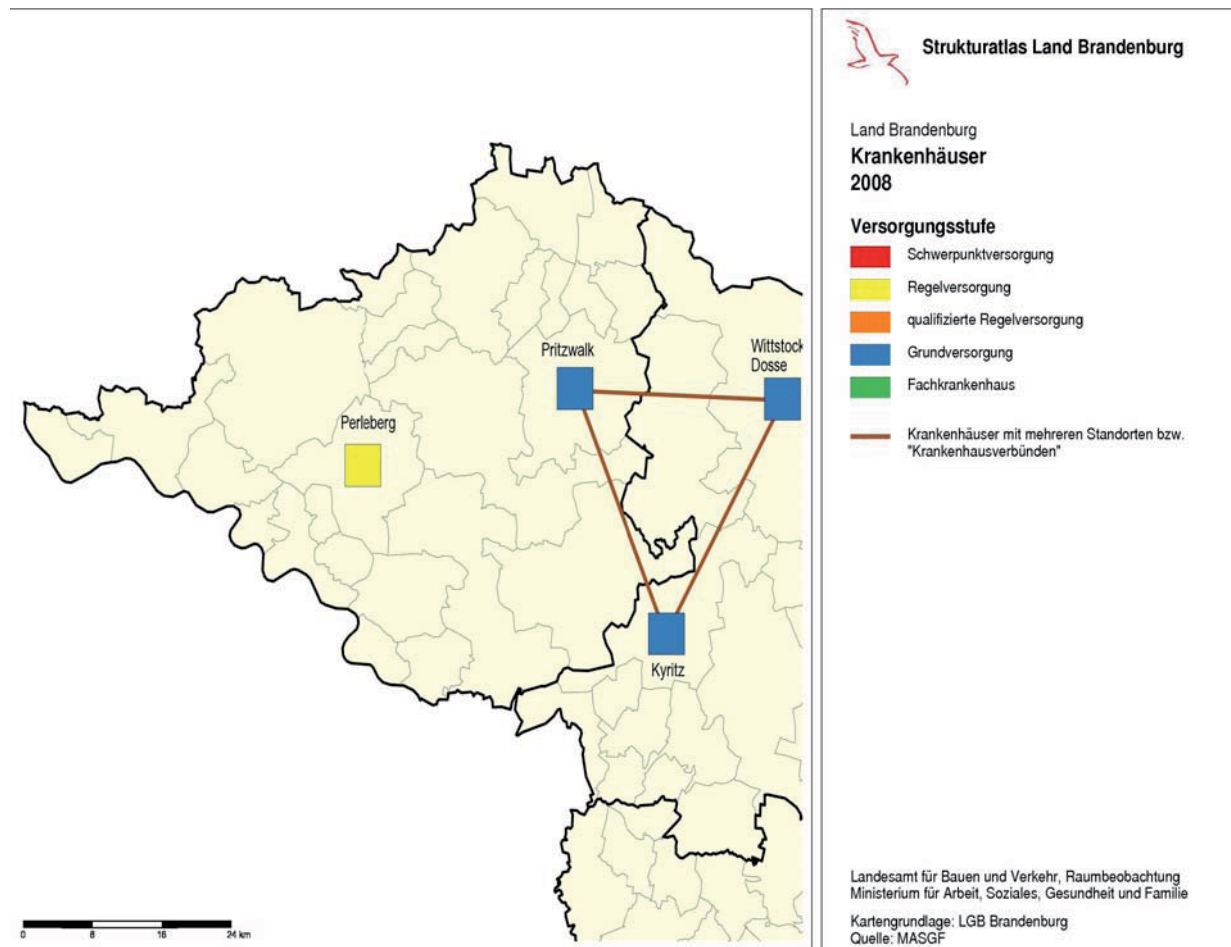 Strukturatlas Land Brandenburg
Land Brandenburg
Krankenhäuser
2008
Versorgungsstufe
Schwerpunktversorgung
Regelversorgung
qualifizierte Regelversorgung
Grundversorgung
Fachkrankenhaus
Krankenhäuser mit mehreren Standorten bzw.
"Krankenhausverbünden"
Pritzwalk
Wittstock
Dosse
Perleberg
Kyritz
0 8 16 24 km
Landesamt für Bauen und Verkehr, Raumbeobachtung
Ministerium für Arbeit, Soziales, Gesundheit und Familie
Kartengrundlage: LGB Brandenburg
Quelle: MASGF